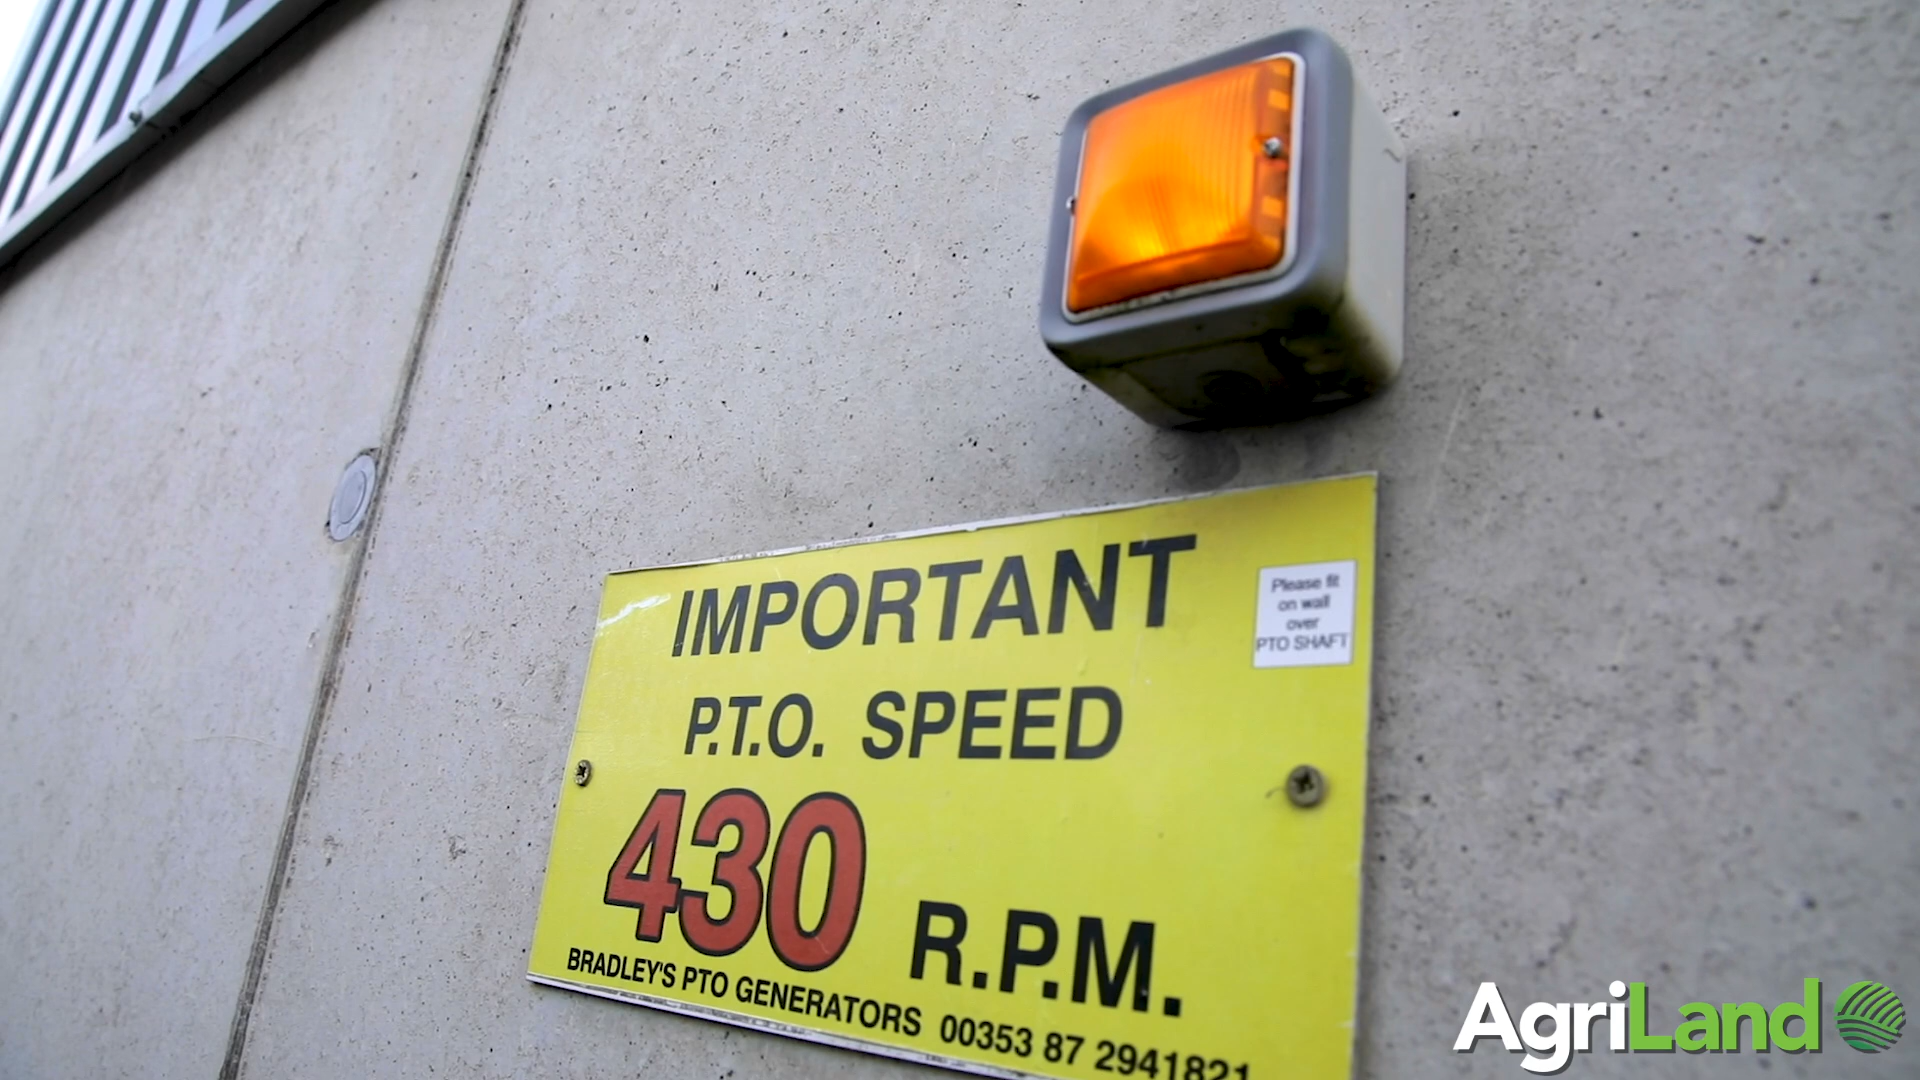 IMPORTANT
Please fit
on wall
over
PTO SHAFT
P.T.O. SPEED
430 R.P.M.
BRADLEY'S PTO GENERATORS 00353 87 2941821
AgriLand